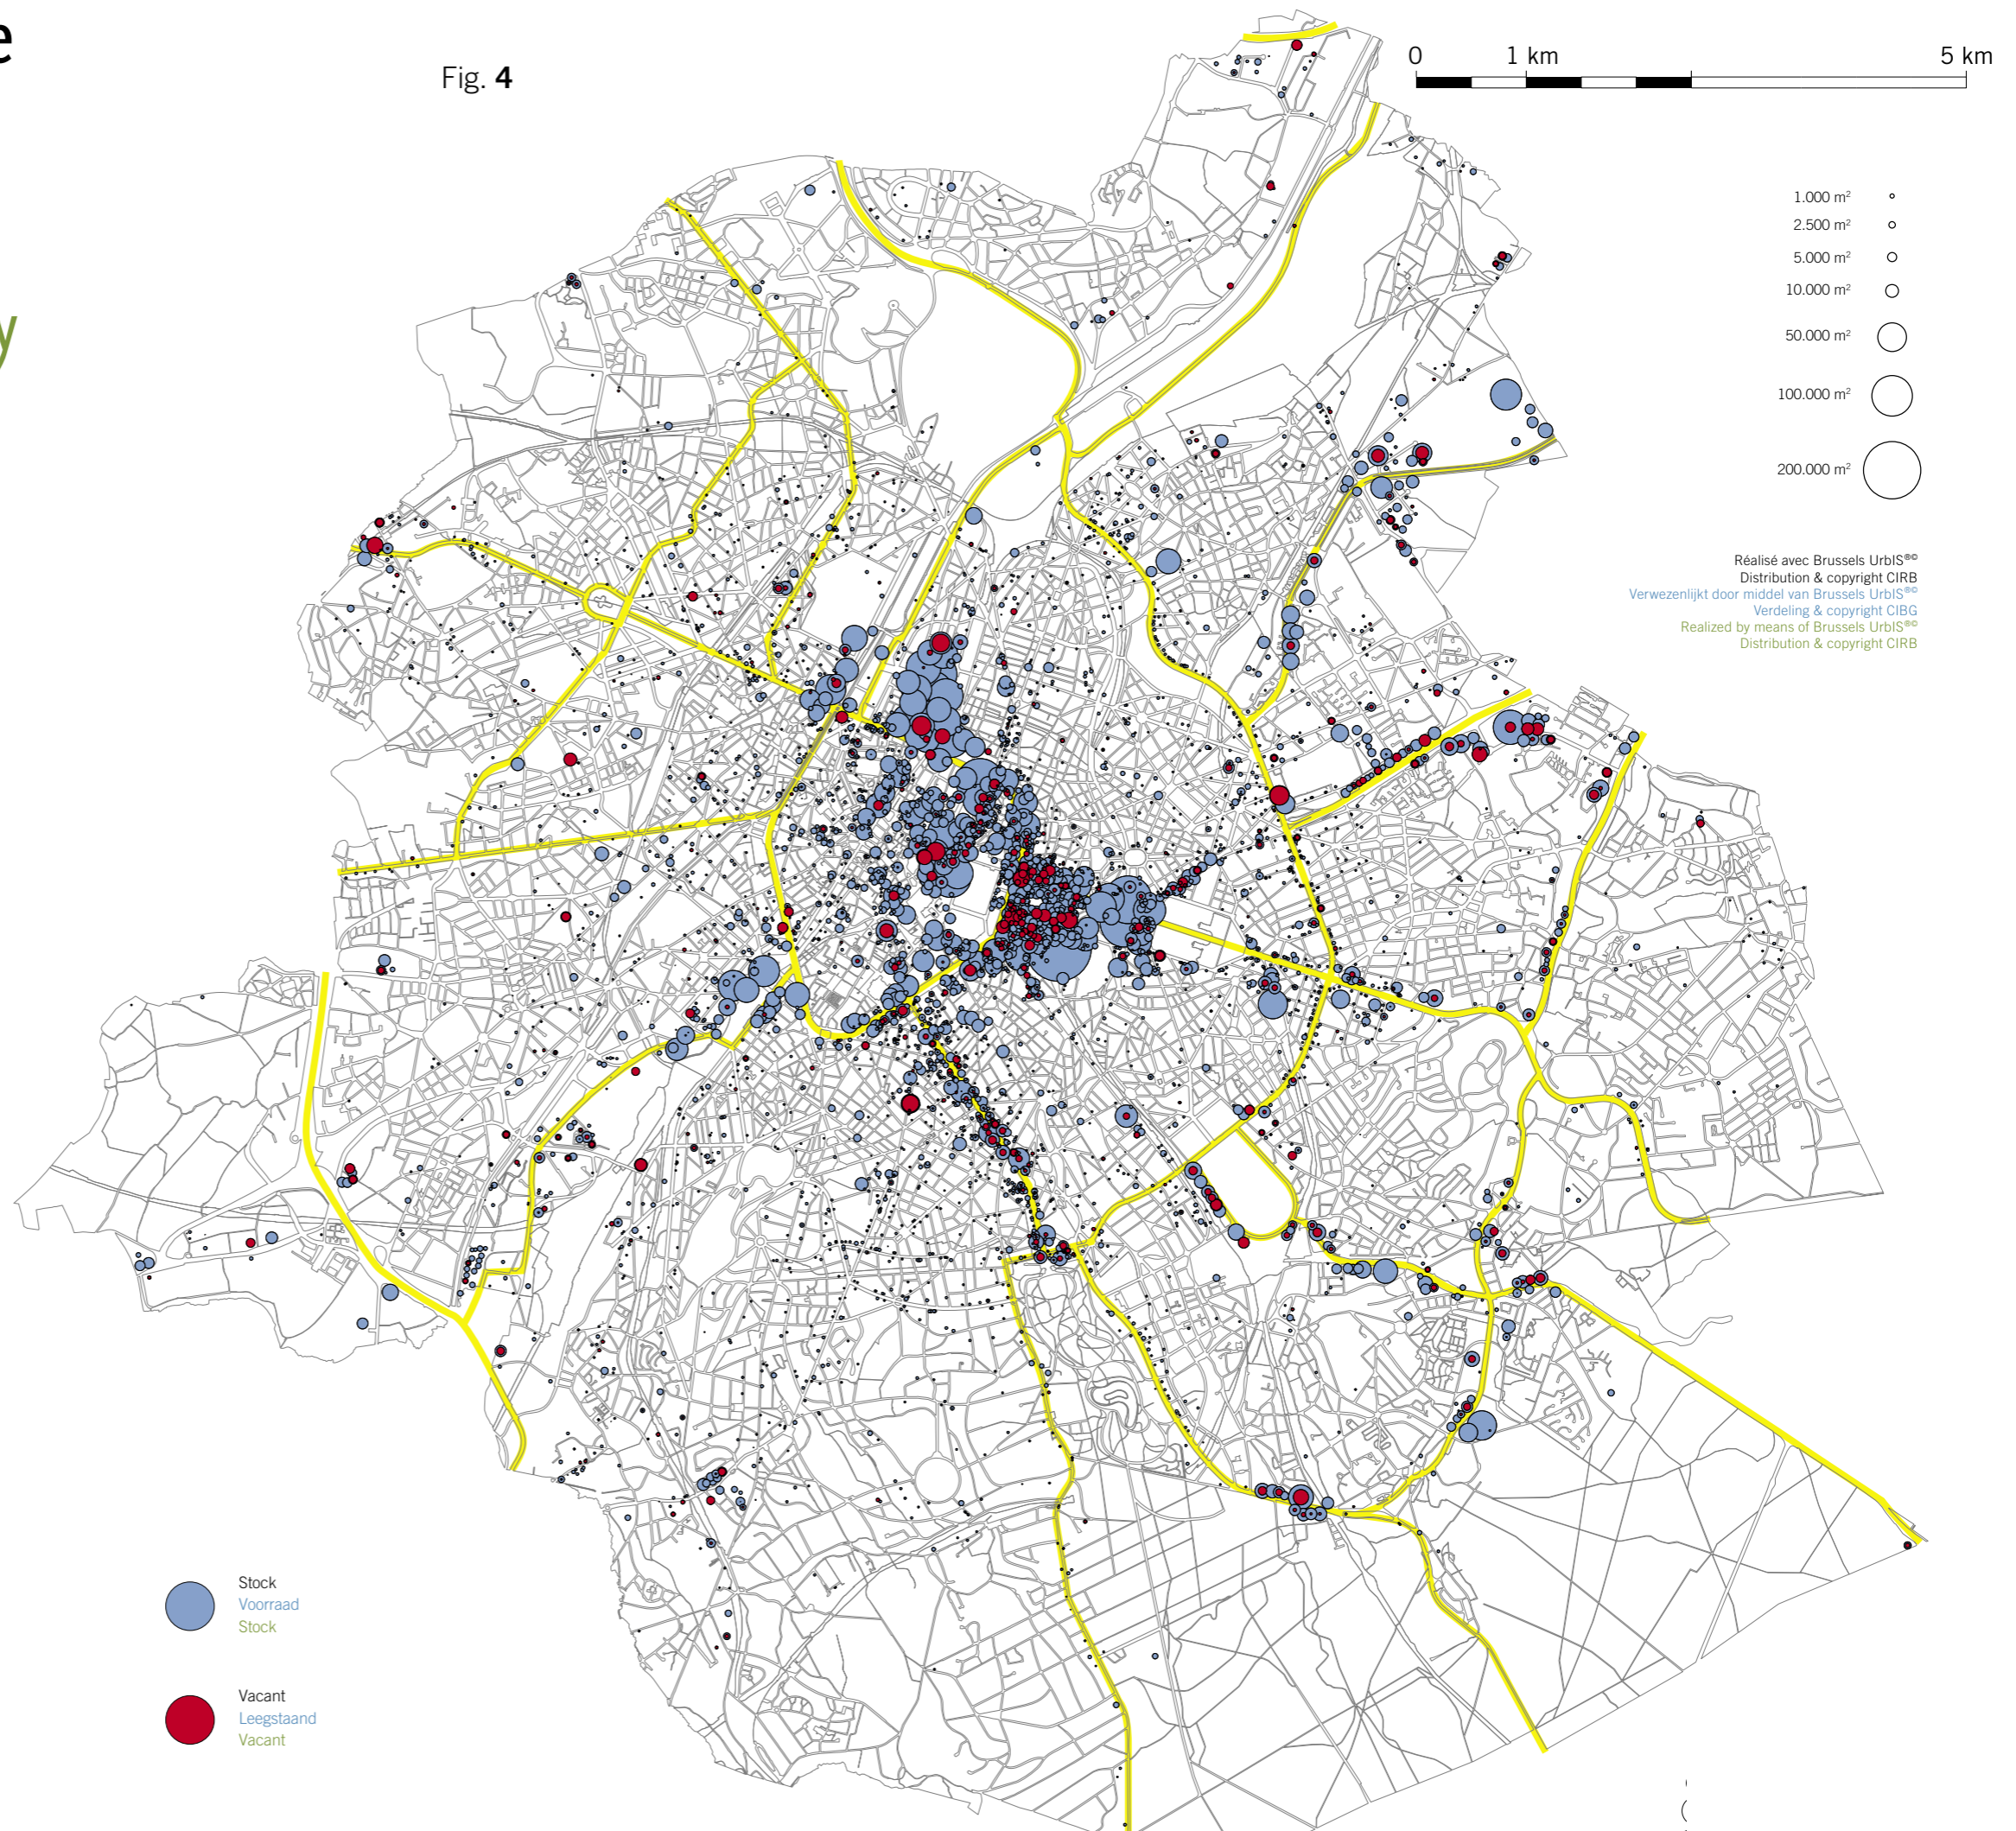 e
y
Fig. 4
0 1 km 5 km
1.000 m²
2.500 m²
5.000 m²
10.000 m²
50.000 m²
100.000 m²
200.000 m²
Réalisé avec Brussels UrbIS®©
Distribution & copyright CIRB
Verwezenlijkt door middel van Brussels UrbIS®©
Verdeling & copyright CIBG
Realized by means of Brussels UrbIS®©
Distribution & copyright CIRB
Stock
Voorraad
Stock
Vacant
Leegstaand
Vacant